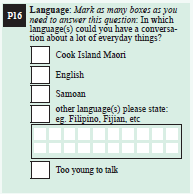 P16 Language: Mark as many boxes as you
need to answer this question: In which
language(s) could you have a conversa-
tion about a lot of everyday things?
Cook Island Maori
English
Samoan
other language(s) please state:
eg. Filipino, Fijian, etc
Too young to talk